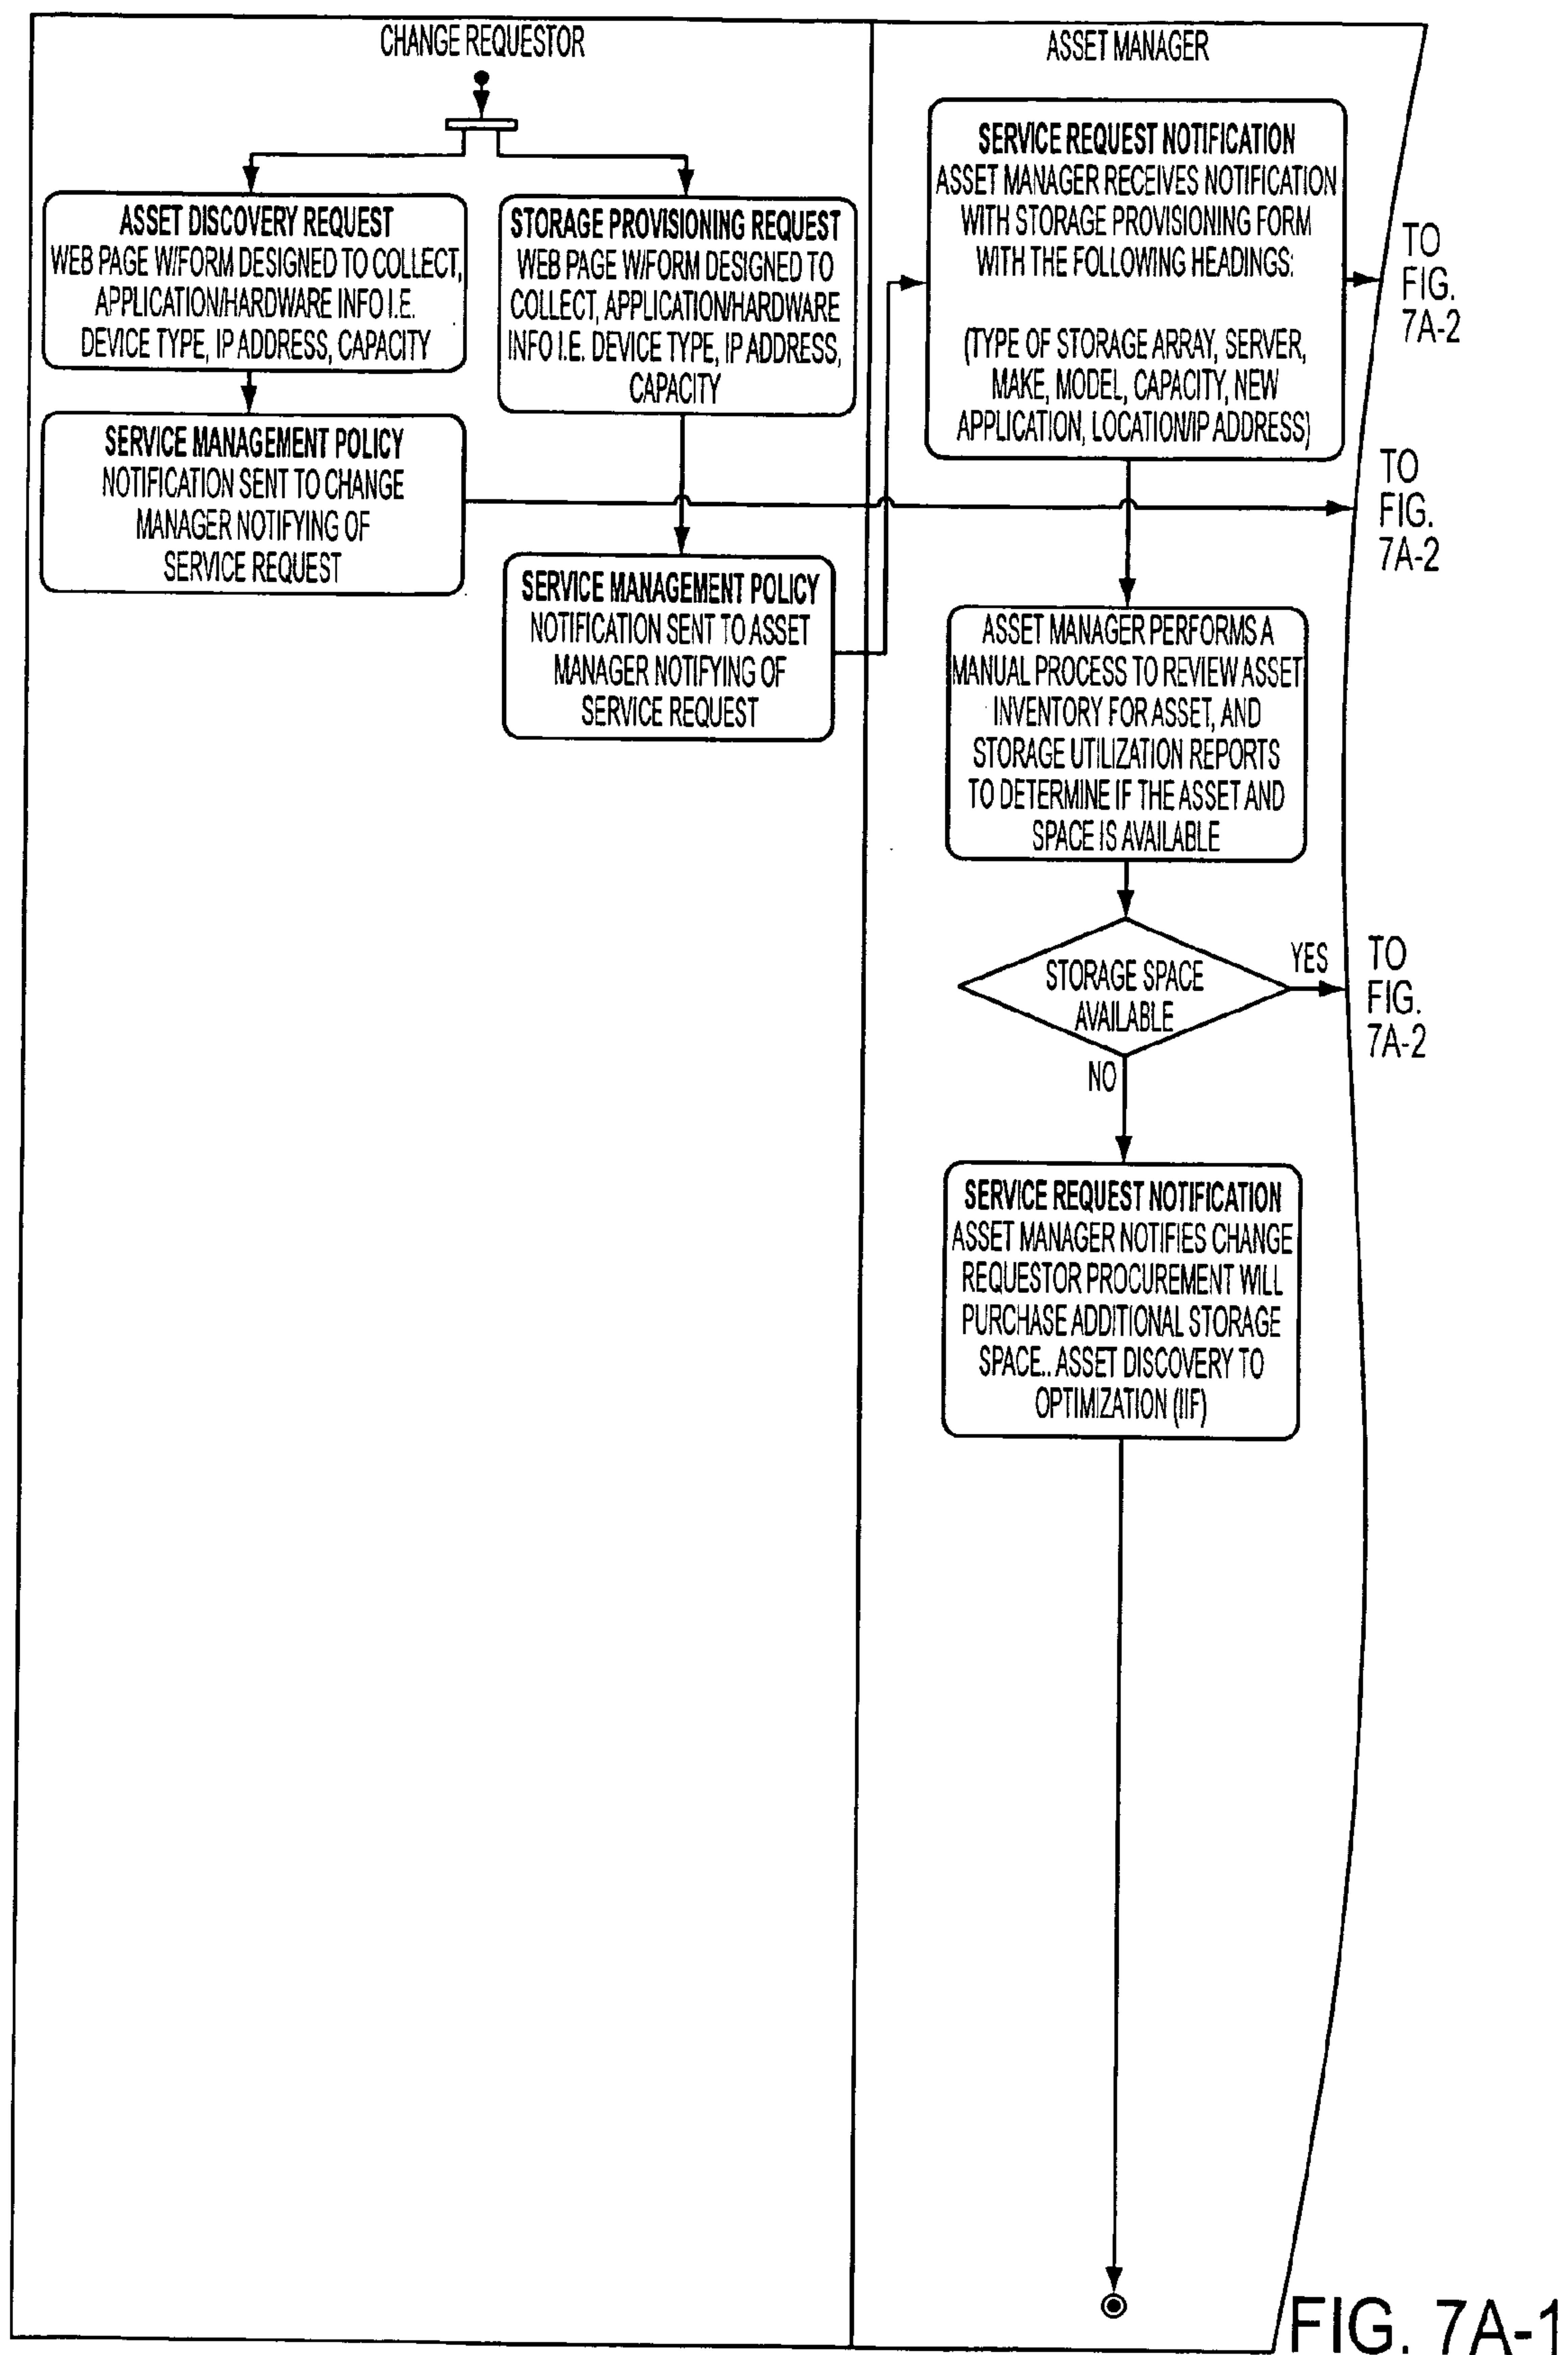 CHANGE REQUESTOR
ASSET DISCOVERY REQUEST
WEB PAGE W/FORM DESIGNED TO COLLECT,
APPLICATION/HARDWARE INFO I.E.
DEVICE TYPE, IP ADDRESS, CAPACITY
STORAGE PROVISIONING REQUEST
WEB PAGE W/FORM DESIGNED TO
COLLECT, APPLICATION/HARDWARE
INFO I.E. DEVICE TYPE, IP ADDRESS,
CAPACITY
SERVICE MANAGEMENT POLICY
NOTIFICATION SENT TO CHANGE
MANAGER NOTIFYING OF
SERVICE REQUEST
SERVICE MANAGEMENT POLICY
NOTIFICATION SENT TO ASSET
MANAGER NOTIFYING OF
SERVICE REQUEST
ASSET MANAGER
SERVICE REQUEST NOTIFICATION
ASSET MANAGER RECEIVES NOTIFICATION
WITH STORAGE PROVISIONING FORM
WITH THE FOLLOWING HEADINGS:
(TYPE OF STORAGE ARRAY, SERVER,
MAKE, MODEL, CAPACITY, NEW
APPLICATION, LOCATION/IP ADDRESS)
TO
FIG.
7A-2
TO
FIG.
7A-2
ASSET MANAGER PERFORMS A
MANUAL PROCESS TO REVIEW ASSET
INVENTORY FOR ASSET, AND
STORAGE UTILIZATION REPORTS
TO DETERMINE IF THE ASSET AND
SPACE IS AVAILABLE
STORAGE SPACE
AVAILABLE
YES
TO
FIG.
7A-2
NO
SERVICE REQUEST NOTIFICATION
ASSET MANAGER NOTIFIES CHANGE
REQUESTOR PROCUREMENT WILL
PURCHASE ADDITIONAL STORAGE
SPACE.. ASSET DISCOVERY TO
OPTIMIZATION (IIF)
FIG. 7A-1